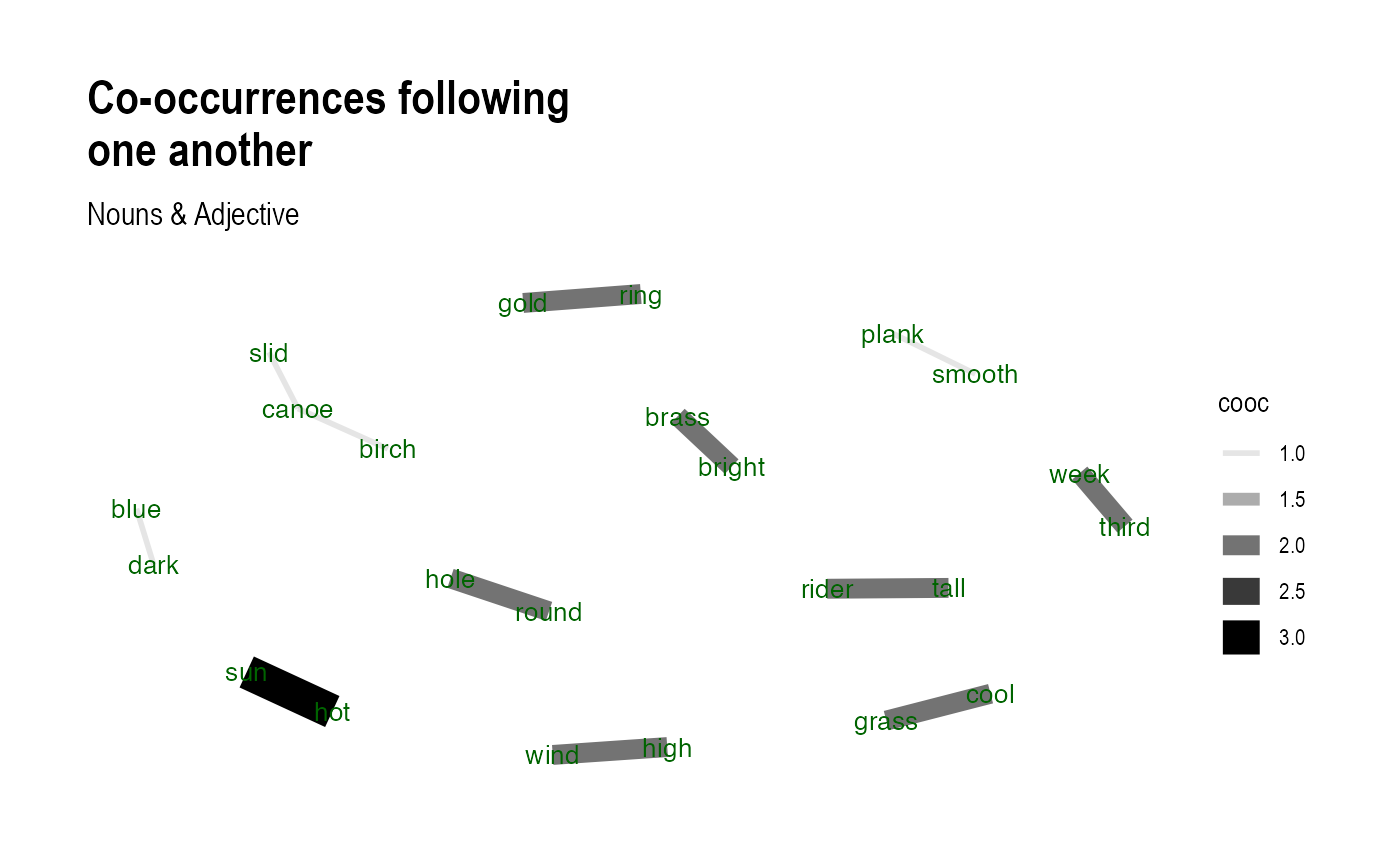 Co-occurrences following
one another
Nouns & Adjective
gold
ring
plank
slid
smooth
canoe
brass
birch
bright
week
blue
third
dark
hole
rider
tall
round
sun
hot
cool
grass
wind
high
cooc
1.0
1.5
2.0
2.5
3.0